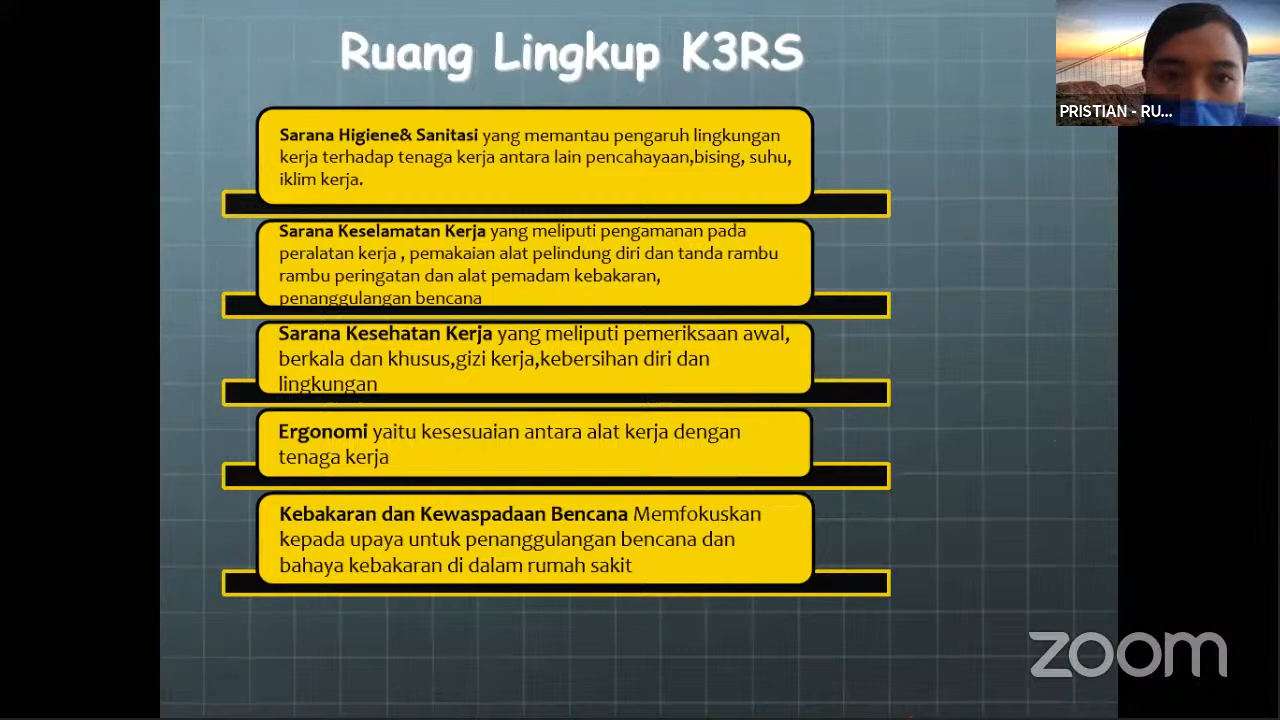 Ruang Lingkup K3RS
PRISTIAN - RU...
Sarana Higiene& Sanitasi yang memantau pengaruh lingkungan
kerja terhadap tenaga kerja antara lain pencahayaan,bising, suhu,
iklim kerja.
Sarana Keselamatan Kerja yang meliputi pengamanan pada
peralatan kerja , pemakaian alat pelindung diri dan tanda rambu
rambu peringatan dan alat pemadam kebakaran,
penanggulangan bencana
Sarana Kesehatan Kerja yang meliputi pemeriksaan awal,
berkala dan khusus,gizi kerja,kebersihan diri dan
lingkungan
Ergonomi yaitu kesesuaian antara alat kerja dengan
tenaga kerja
Kebakaran dan Kewaspadaan Bencana Memfokuskan
kepada upaya untuk penanggulangan bencana dan
bahaya kebakaran di dalam rumah sakit
zoom